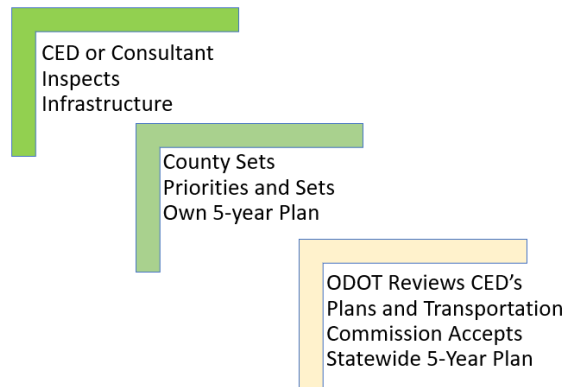 CED or Consultant
Inspects
Infrastructure
County Sets
Priorities and Sets
Own 5-year Plan
ODOT Reviews CED's
Plans and Transportation
Commission Accepts
Statewide 5-Year Plan